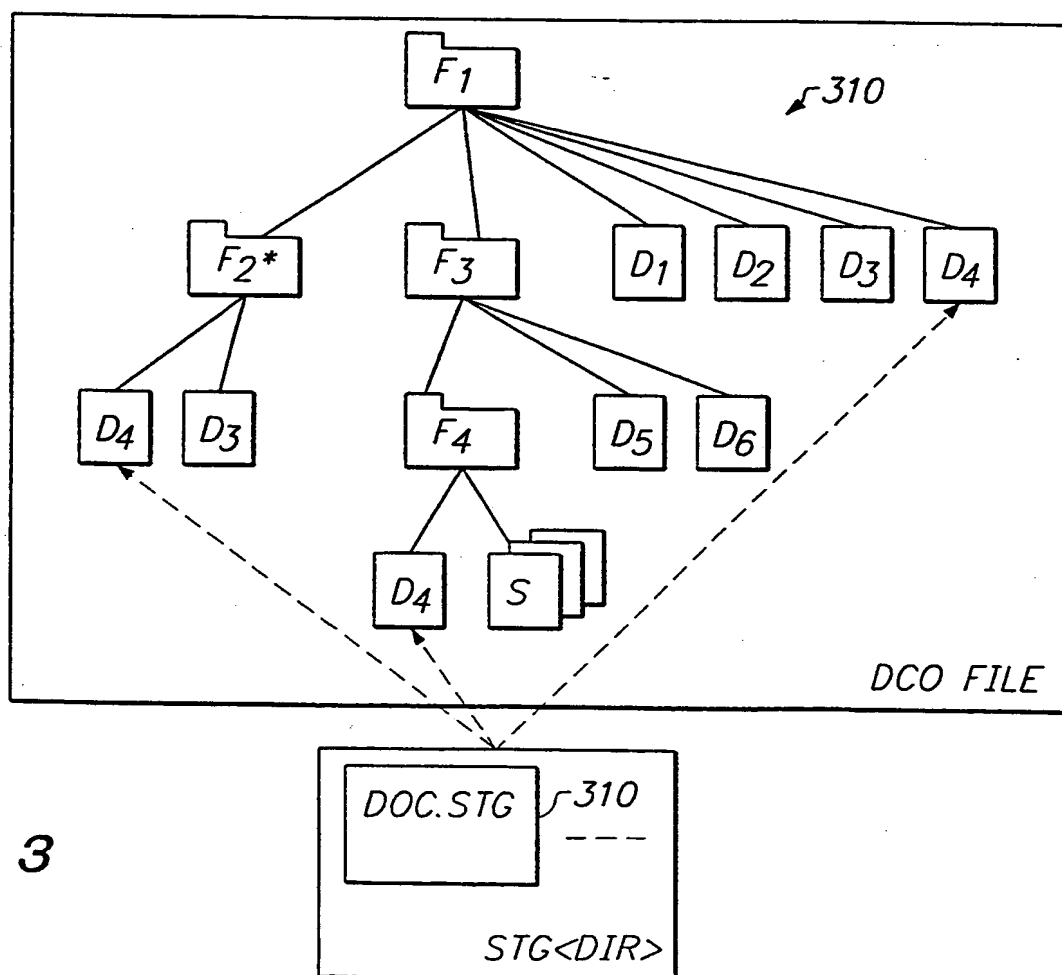 F1
310
F2*
F3
D1
D2
D3
D4
D4
D3
F4
D5
D6
D4
S
DCO FILE
DOC.STG
310
3
STG<DIR>